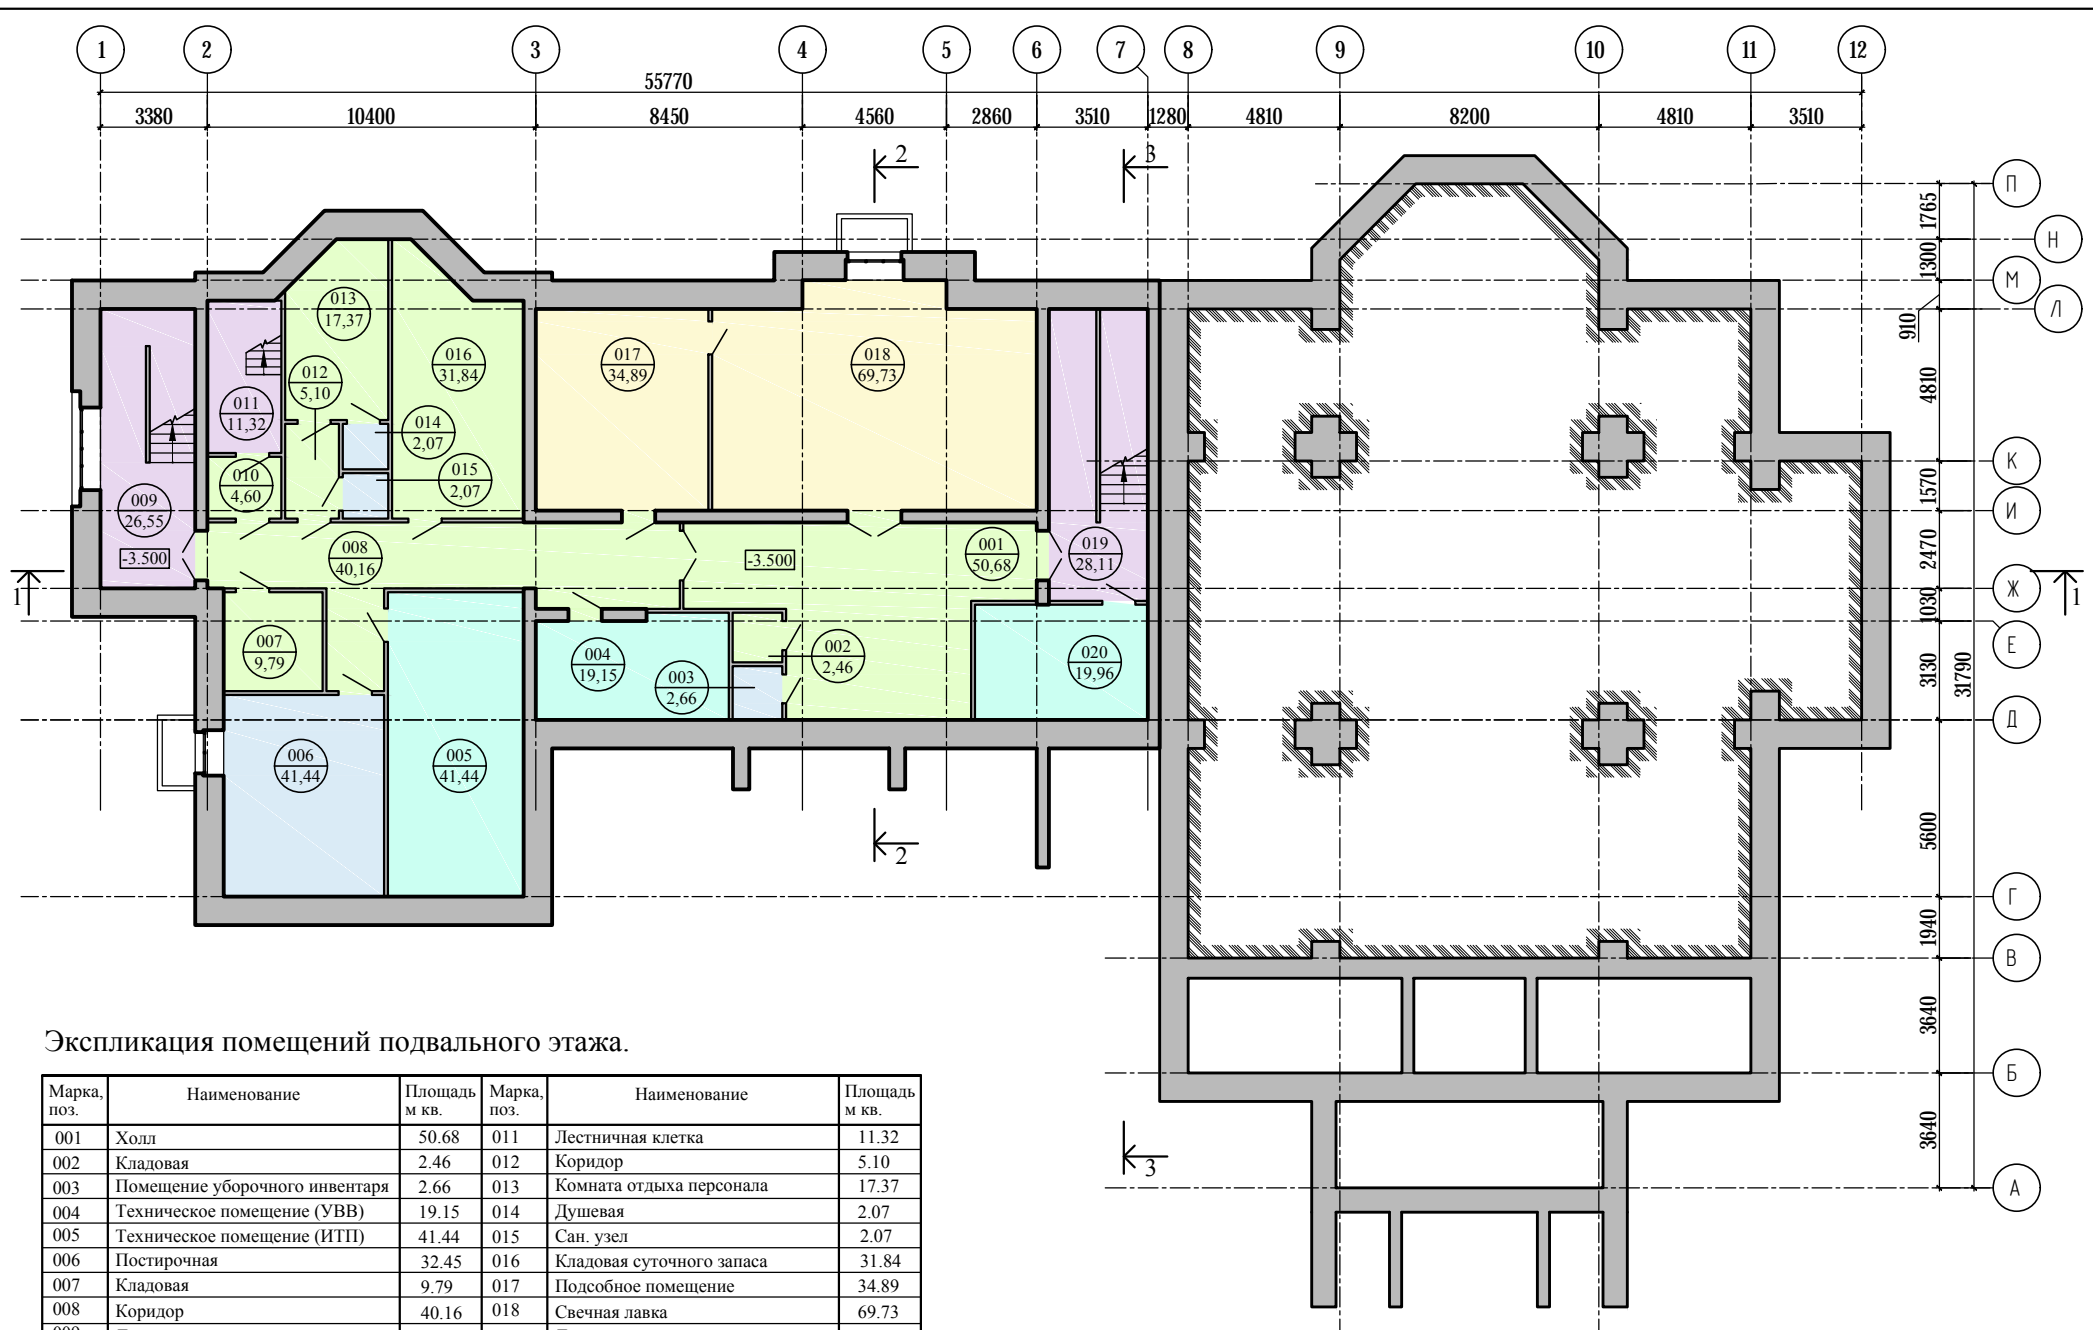 1 2 3 4 5 6 7 8 9 10 11 12
55770
3380 10400 8450 4560 2860 3510 1280 4810 8200 4810 3510
2 3
П
1765
Н
1300
М
Л
910
013
17,37
016
31,84
017
34,89
018
69,73
012
5,10
4810
011
11,32
014
2,07
015
2,07
К
010
4,60
1570
009
26,55
И
-3.500
008
40,16
-3.500
001
50,68
019
28,11
2470
1 1
Ж
1030
Е
007
9,79
004
19,15
003
2,66
002
2,46
020
19,96
3130
31790
Д
006
41,44
005
41,44
2
5600
Г
1940
В
3640
Б
3640
3
А
Экспликация помещений подвального этажа.
Марка, поз. Наименование Площадь м кв. Марка, поз. Наименование Площадь м кв.
001 Холл 50.68 011 Лестничная клетка 11.32
002 Кладовая 2.46 012 Коридор 5.10
003 Помещение уборочного инвентаря 2.66 013 Комната отдыха персонала 17.37
004 Техническое помещение (УВВ) 19.15 014 Душевая 2.07
005 Техническое помещение (ИТП) 41.44 015 Сан. узел 2.07
006 Постирочная 32.45 016 Кладовая суточного запаса 31.84
007 Кладовая 9.79 017 Подсобное помещение 34.89
008 Коридор 40.16 018 Свечная лавка 69.73